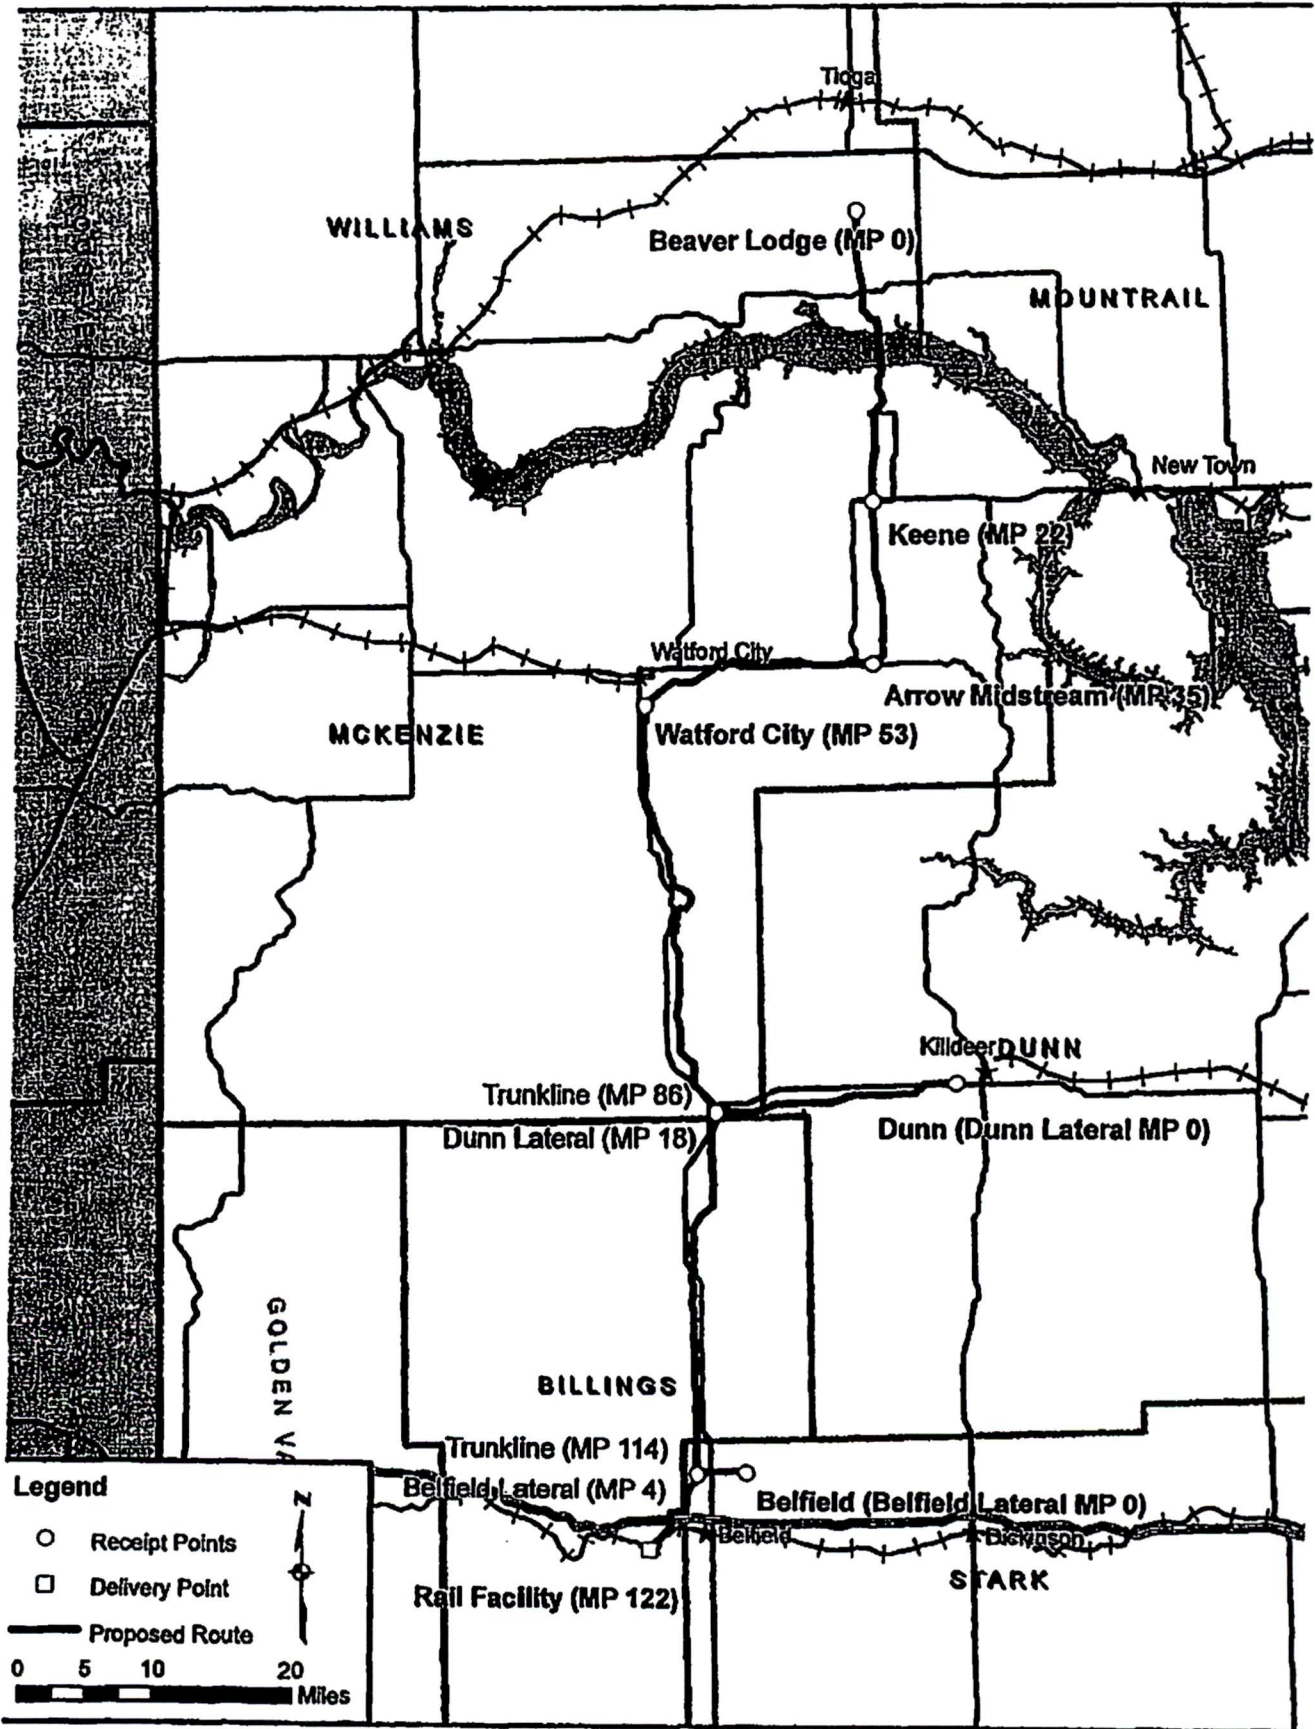 Tioga
WILLIAMS
Beaver Lodge (MP 0)
MOUNTRAIL
New Town
Keene (MP 22)
Watford City
Arrow Midstream (MP 35)
MCKENZIE
Watford City (MP 53)
Killdeer
DUNN
Trunkline (MP 86)
Dunn Lateral (MP 18)
Dunn (Dunn Lateral MP 0)
GOLDEN VA
BILLINGS
Trunkline (MP 114)
Belfield Lateral (MP 4)
Belfield (Belfield Lateral MP 0)
Belfield
Dickinson
STARK
Rail Facility (MP 122)
Legend
N
Receipt Points
Delivery Point
Proposed Route
0 5 10 20
Miles